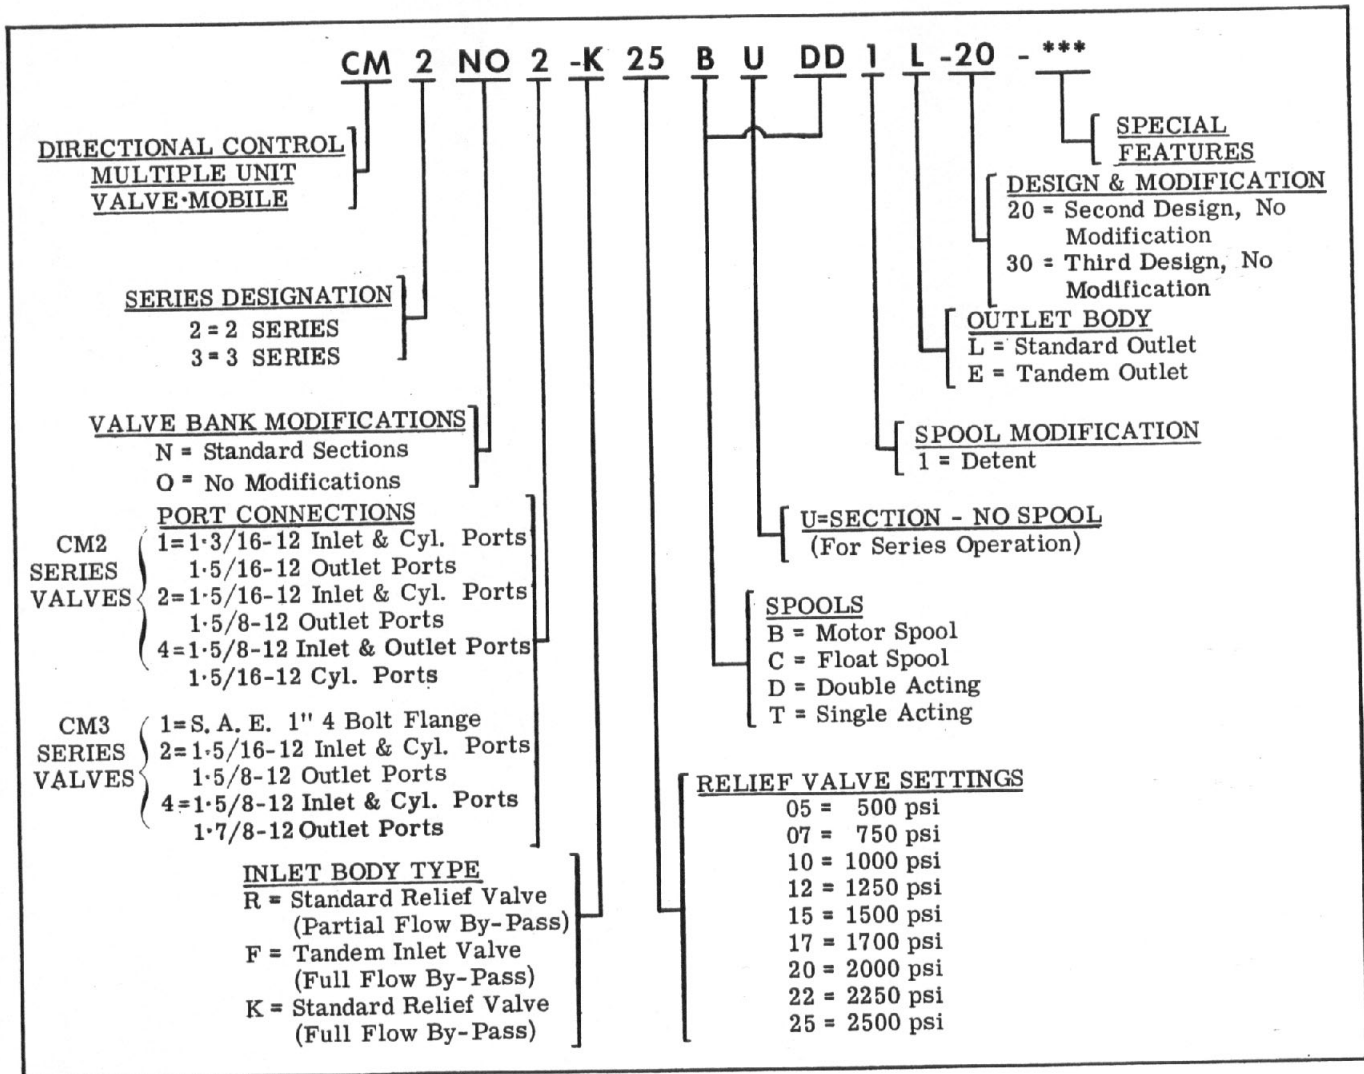 CM 2 NO 2 -K 25 B U DD 1 L -20 - ***
DIRECTIONAL CONTROL
MULTIPLE UNIT
VALVE·MOBILE
SERIES DESIGNATION
2 = 2 SERIES
3 = 3 SERIES
VALVE BANK MODIFICATIONS
N = Standard Sections
O = No Modifications
PORT CONNECTIONS
CM2
SERIES
VALVES
1=1·3/16-12 Inlet & Cyl. Ports
1·5/16-12 Outlet Ports
2=1·5/16-12 Inlet & Cyl. Ports
1·5/8-12 Outlet Ports
4=1·5/8-12 Inlet & Outlet Ports
1·5/16-12 Cyl. Ports
CM3
SERIES
VALVES
1=S. A. E. 1" 4 Bolt Flange
2=1·5/16-12 Inlet & Cyl. Ports
1·5/8-12 Outlet Ports
4=1·5/8-12 Inlet & Cyl. Ports
1·7/8-12 Outlet Ports
INLET BODY TYPE
R = Standard Relief Valve
(Partial Flow By-Pass)
F = Tandem Inlet Valve
(Full Flow By-Pass)
K = Standard Relief Valve
(Full Flow By-Pass)
SPECIAL
FEATURES
DESIGN & MODIFICATION
20 = Second Design, No
Modification
30 = Third Design, No
Modification
OUTLET BODY
L = Standard Outlet
E = Tandem Outlet
SPOOL MODIFICATION
1 = Detent
U=SECTION - NO SPOOL
(For Series Operation)
SPOOLS
B = Motor Spool
C = Float Spool
D = Double Acting
T = Single Acting
RELIEF VALVE SETTINGS
05 = 500 psi
07 = 750 psi
10 = 1000 psi
12 = 1250 psi
15 = 1500 psi
17 = 1700 psi
20 = 2000 psi
22 = 2250 psi
25 = 2500 psi